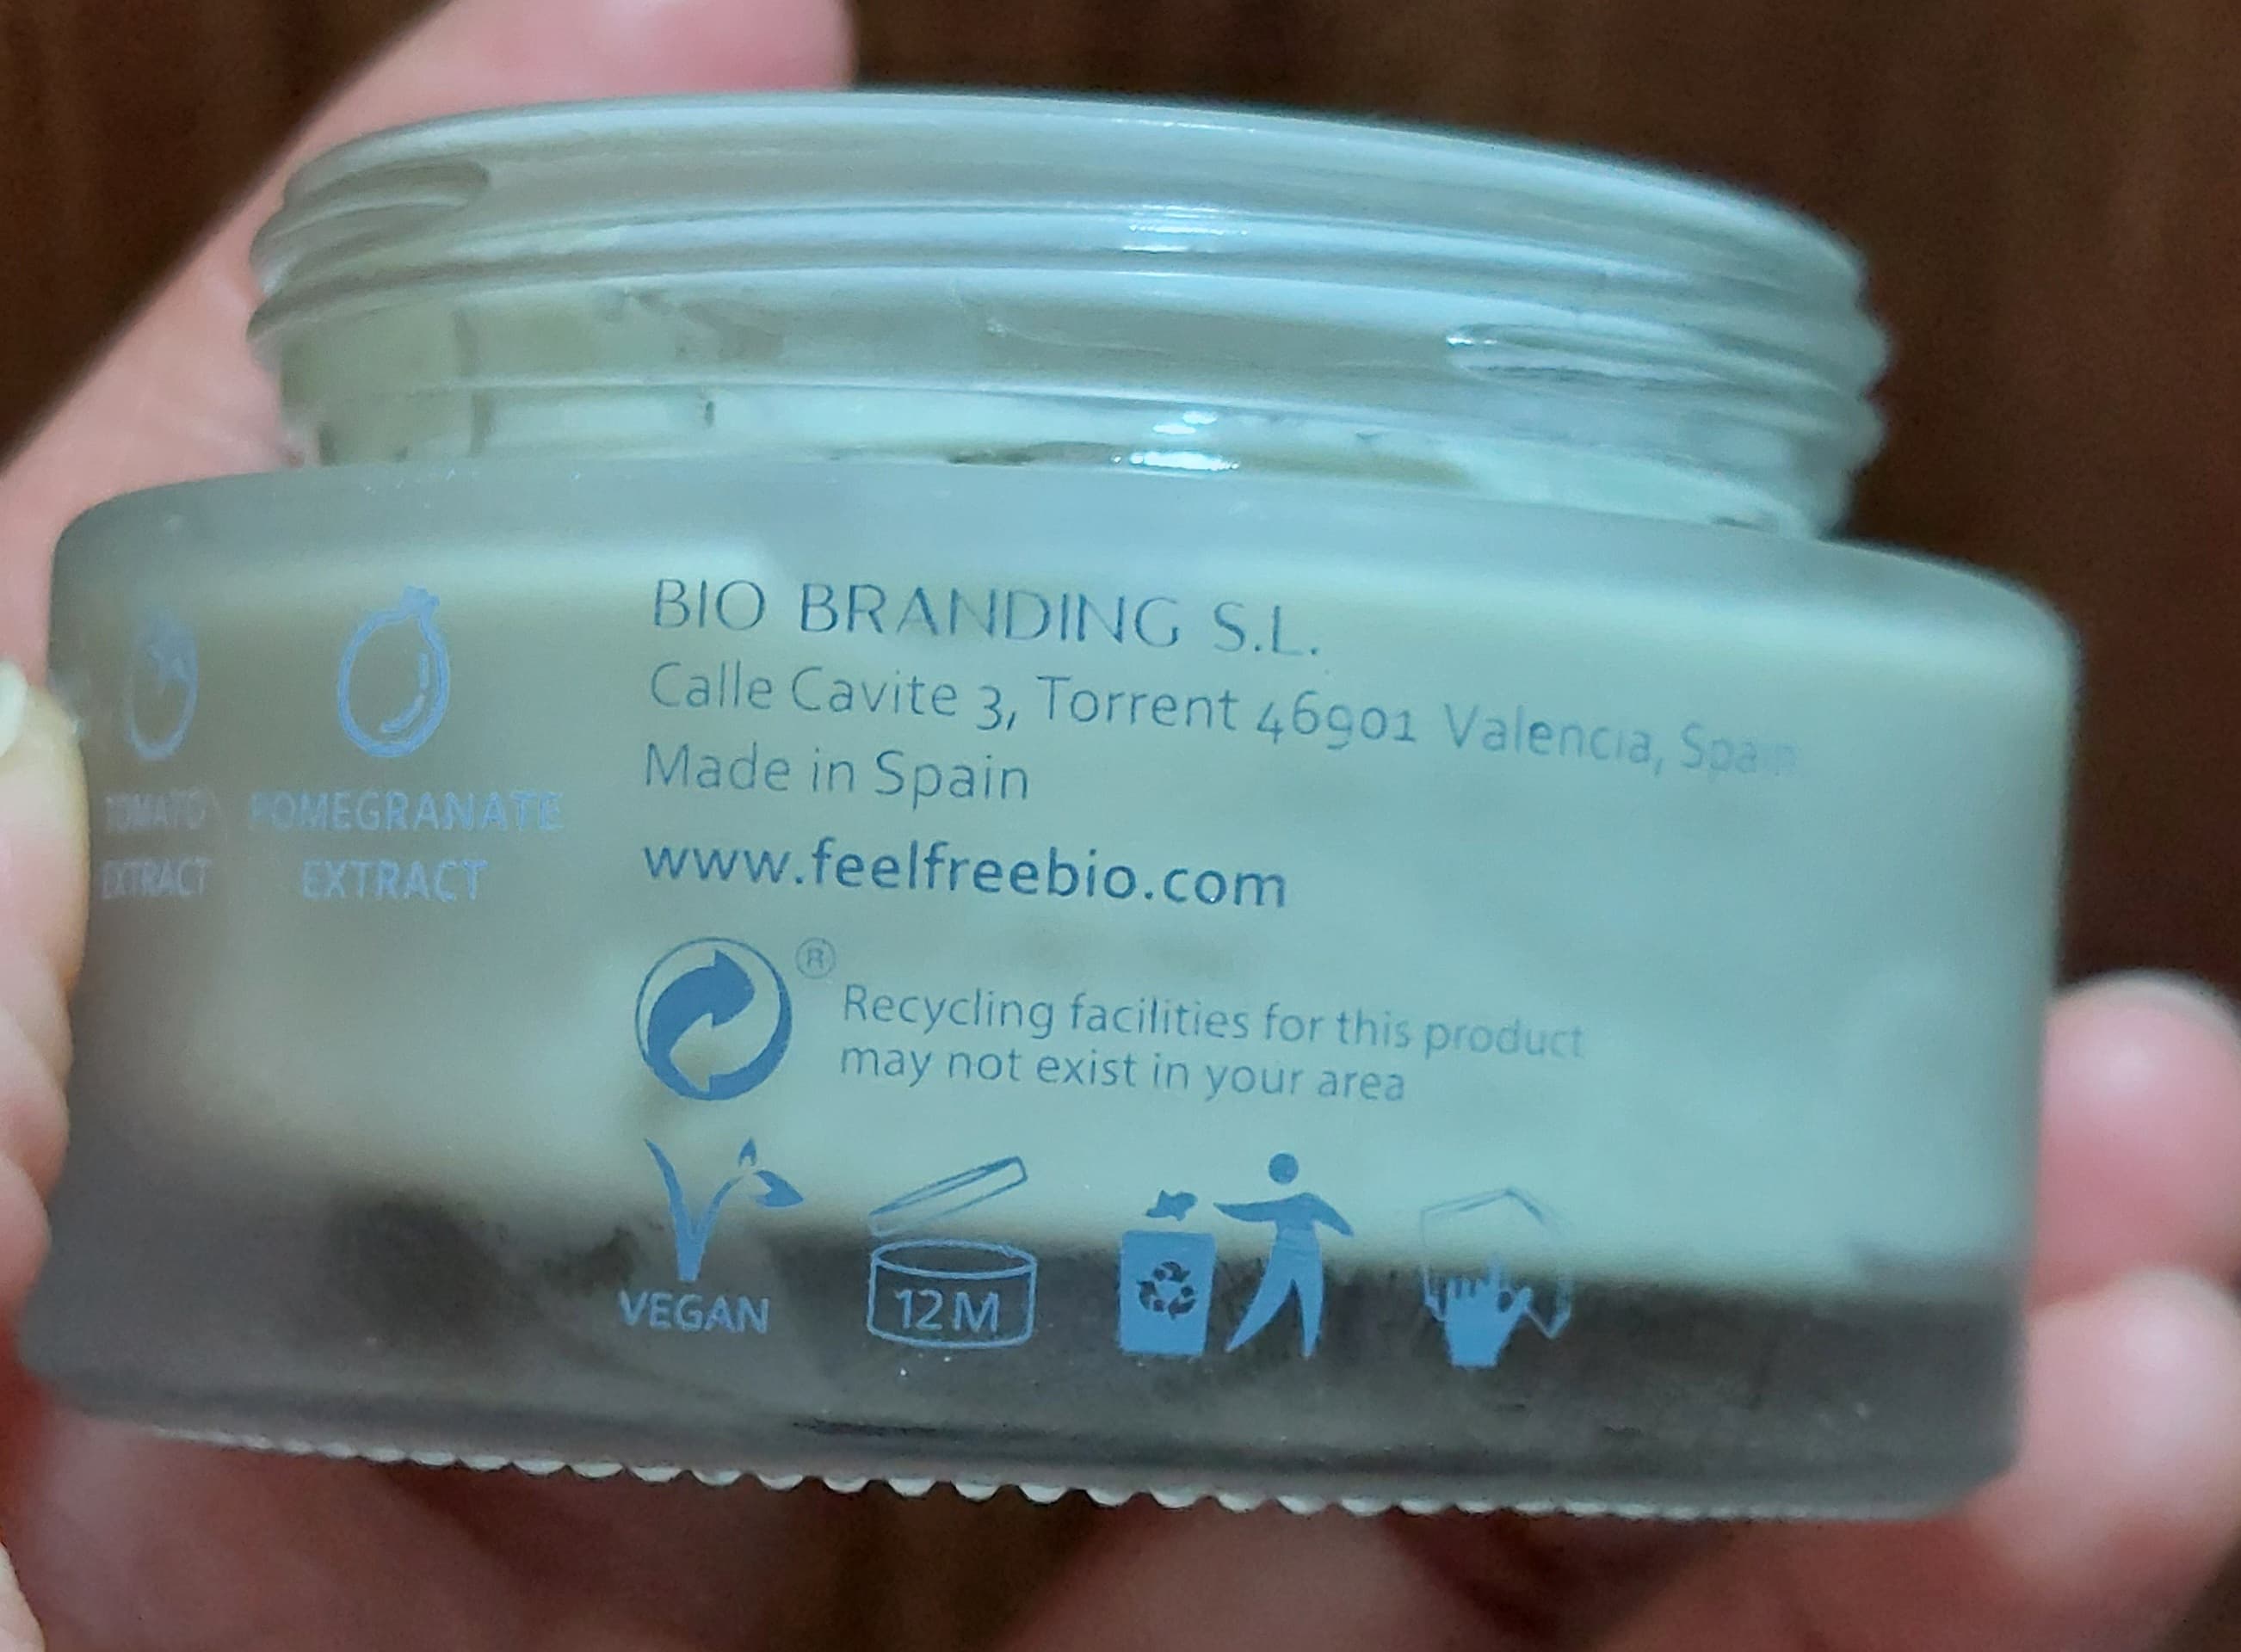 TOMATO
EXTRACT
POMEGRANATE
EXTRACT
BIO BRANDING S.L.
Calle Cavite 3, Torrent 46901 Valencia, Spain
Made in Spain
www.feelfreebio.com
®
Recycling facilities for this product
may not exist in your area
VEGAN
12M